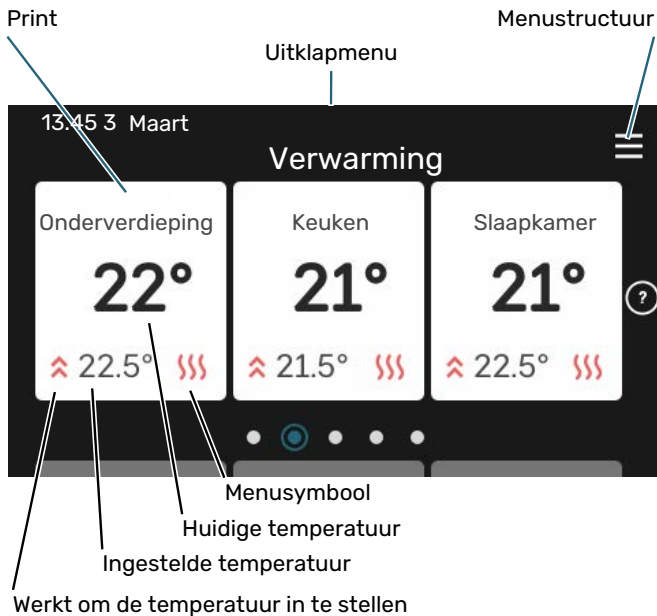 Print
Menustructuur
Uitklapmenu
13.45 3 Maart
Verwarming
Onderverdieping
Keuken
Slaapkamer
22°
21°
21°
?
22.5°
21.5°
22.5°
Menusymbool
Huidige temperatuur
Ingestelde temperatuur
Werkt om de temperatuur in te stellen